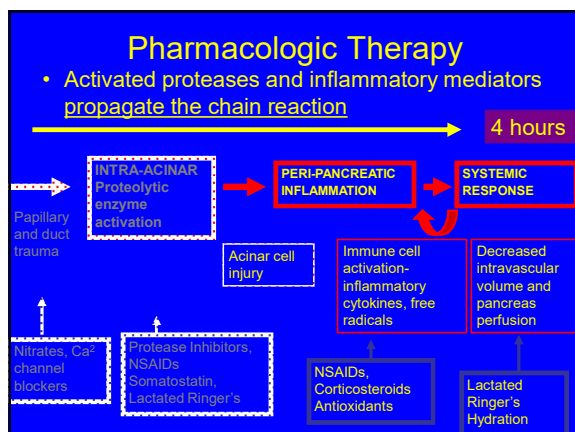 Pharmacologic Therapy
• Activated proteases and inflammatory mediators
propagate the chain reaction
4 hours
INTRA-ACINAR
Proteolytic
enzyme
activation
PERI-PANCREATIC
INFLAMMATION
SYSTEMIC
RESPONSE
Papillary
and duct
trauma
Acinar cell
injury
Immune cell
activation-
inflammatory
cytokines, free
radicals
Decreased
intravascular
volume and
pancreas
perfusion
Nitrates, Ca²
channel
blockers
Protease Inhibitors,
NSAIDs
Somatostatin,
Lactated Ringer's
NSAIDs,
Corticosteroids
Antioxidants
Lactated
Ringer's
Hydration